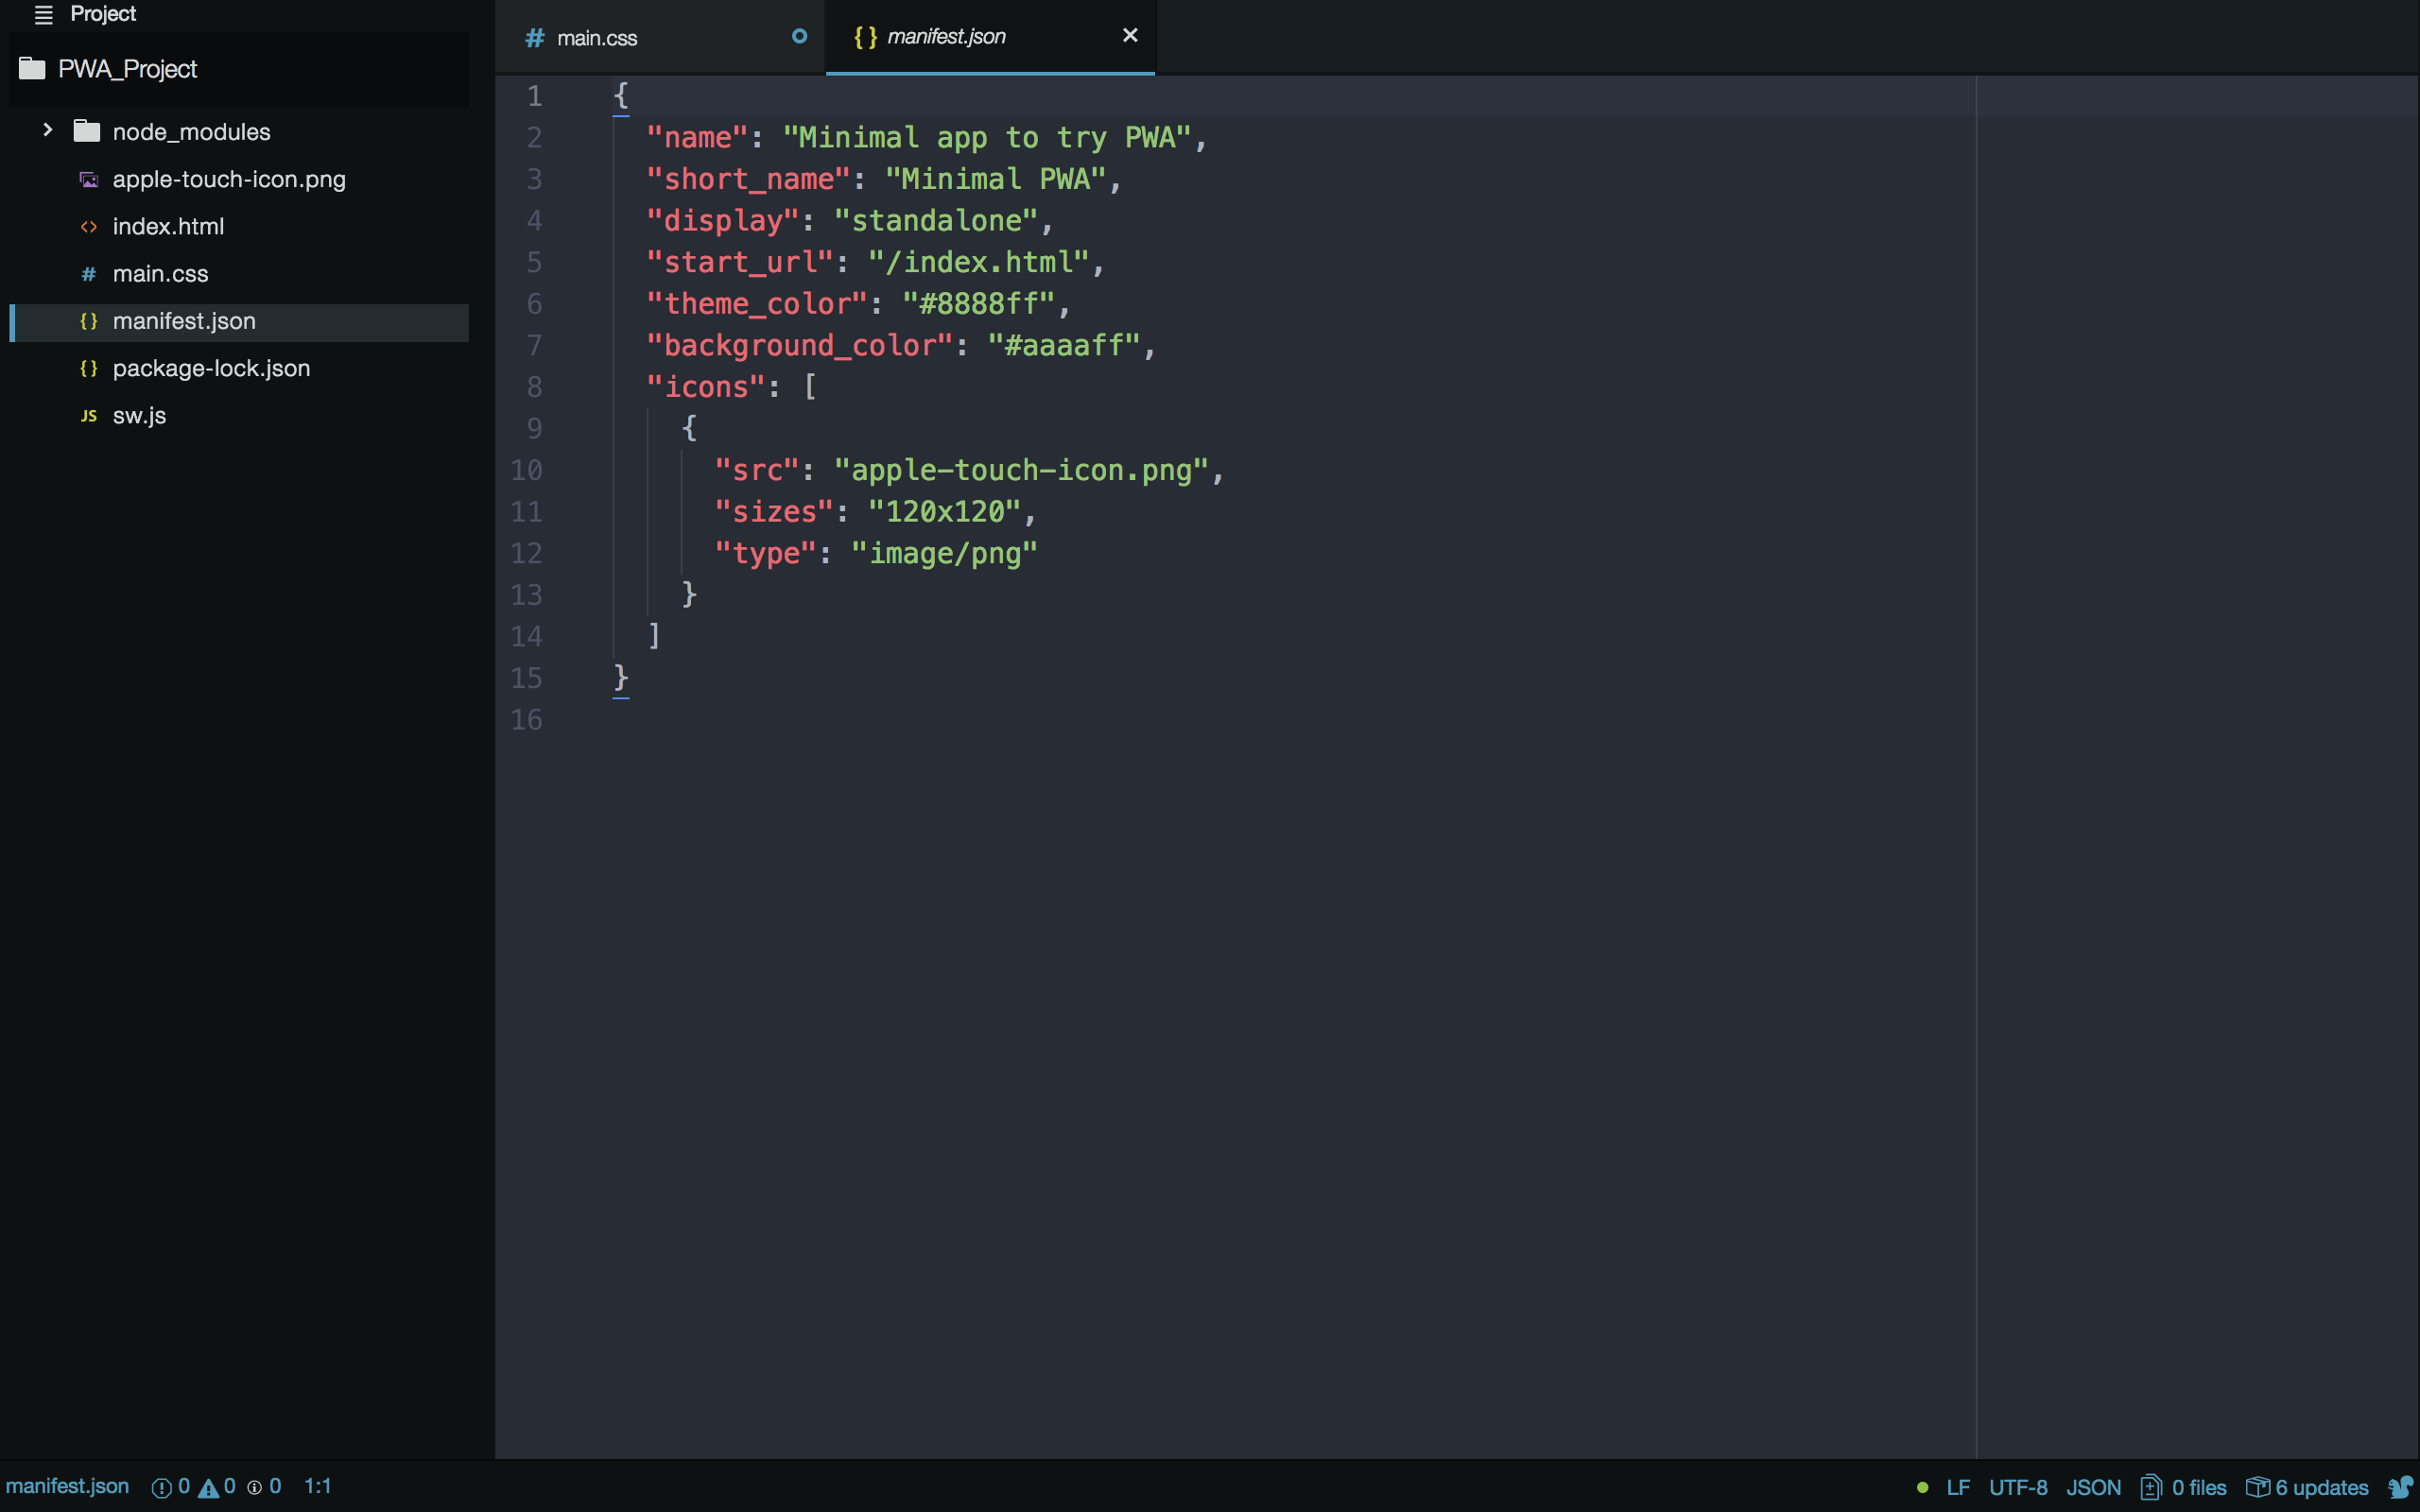 Project
PWA_Project
node_modules
apple-touch-icon.png
index.html
main.css
manifest.json
package-lock.json
sw.js
main.css
manifest.json
1 {
2 "name": "Minimal app to try PWA",
3 "short_name": "Minimal PWA",
4 "display": "standalone",
5 "start_url": "/index.html",
6 "theme_color": "#8888ff",
7 "background_color": "#aaaaff",
8 "icons": [
9 {
10 "src": "apple-touch-icon.png",
11 "sizes": "120x120",
12 "type": "image/png"
13 }
14 ]
15 }
16
manifest.json 0 0 0 1:1 LF UTF-8 JSON 0 files 6 updates